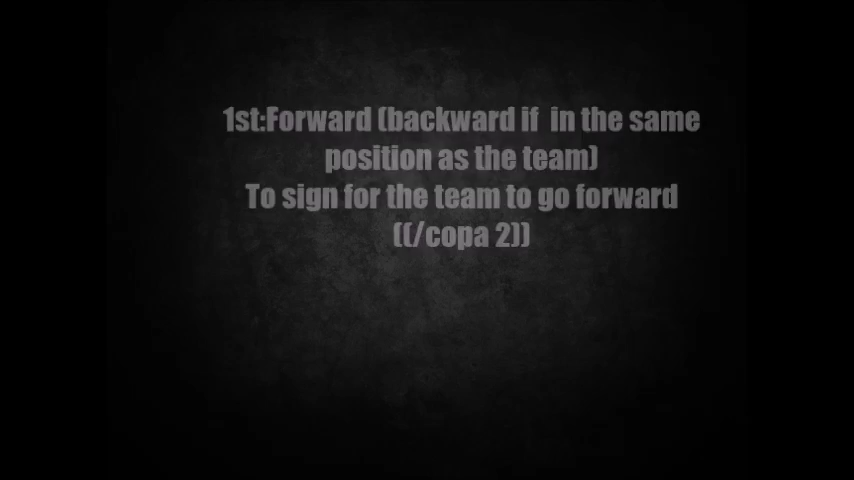 1st:Forward (backward if  in the same
position as the team)
To sign for the team to go forward
((/copa 2))